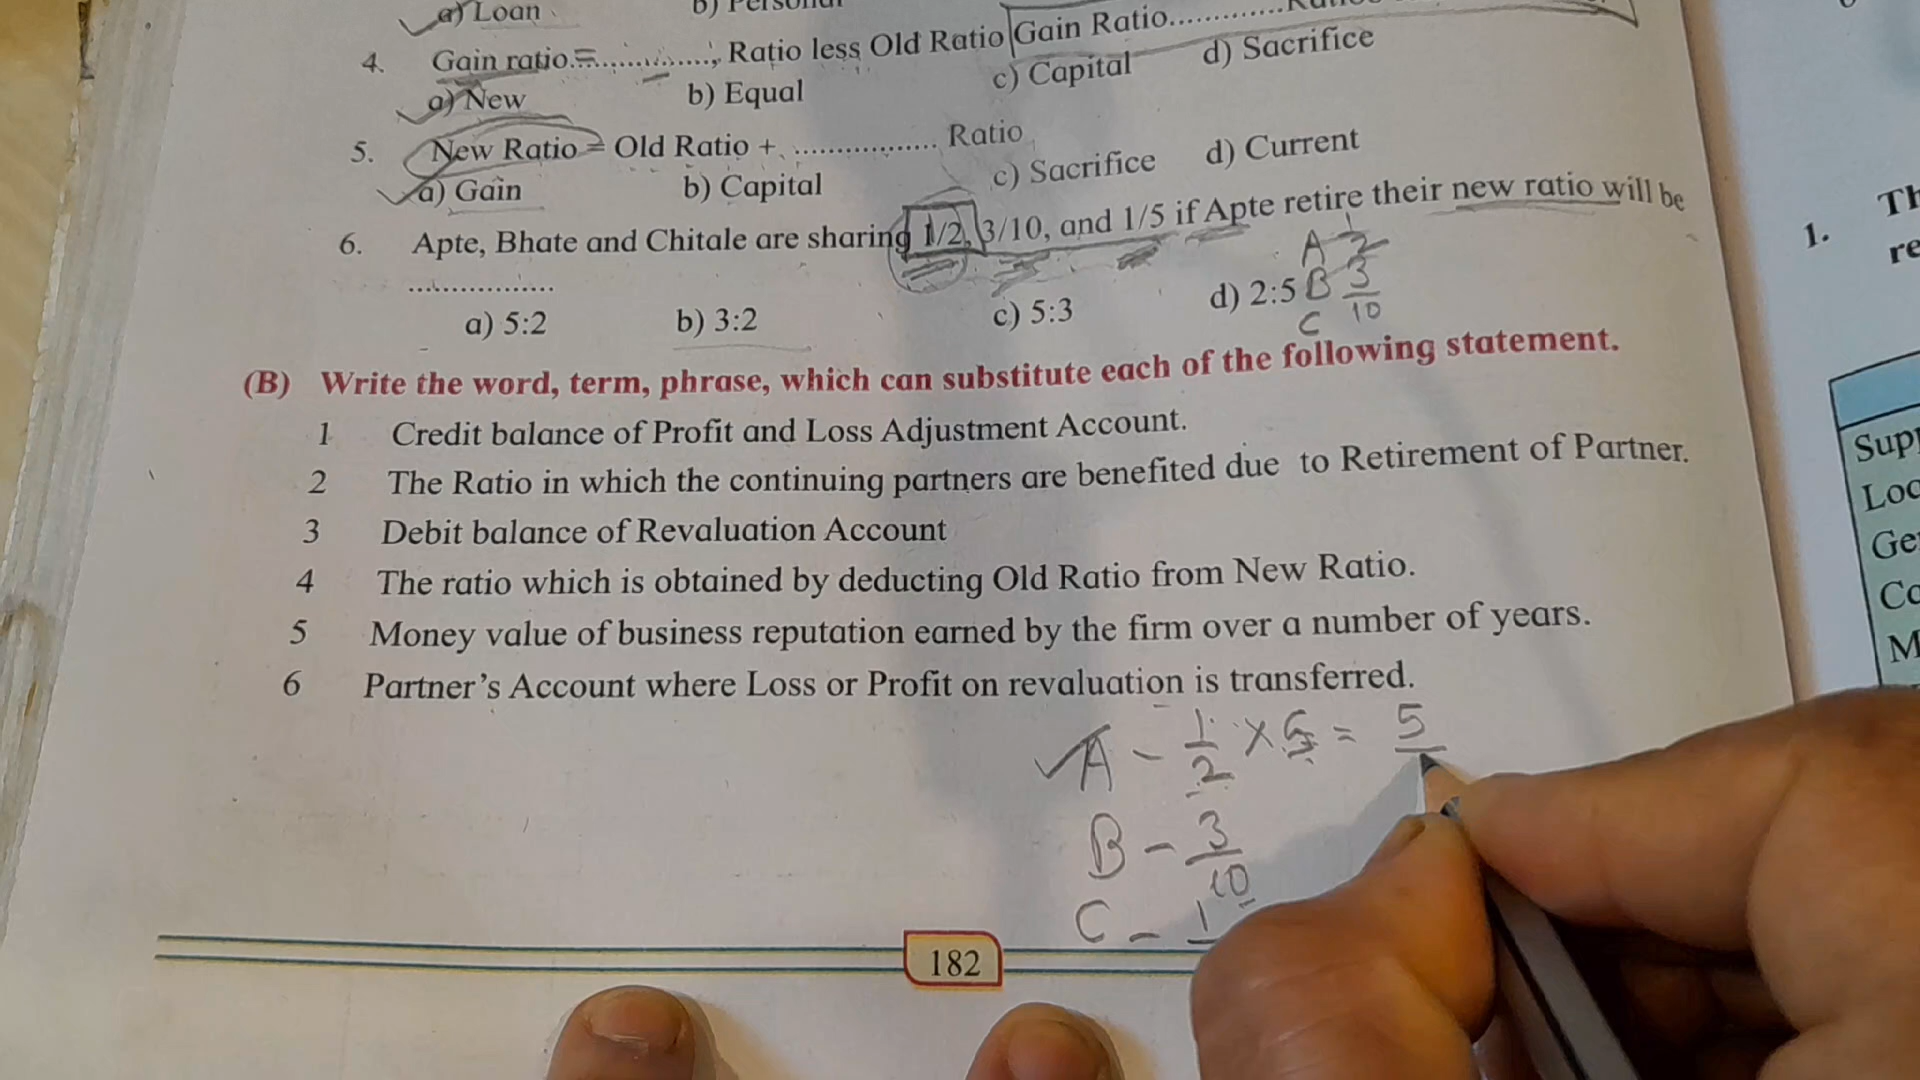 a) Loan
4. Gain ratio = .............., Ratio less Old Ratio Gain Ratio..............
a) New b) Equal c) Capital d) Sacrifice
5. New Ratio = Old Ratio + ................. Ratio
a) Gain b) Capital c) Sacrifice d) Current
6. Apte, Bhate and Chitale are sharing 1/2, 3/10, and 1/5 if Apte retire their new ratio will be
.................
a) 5:2 b) 3:2 c) 5:3 d) 2:5
A 1/2
B 3/10
C
(B) Write the word, term, phrase, which can substitute each of the following statement.
1 Credit balance of Profit and Loss Adjustment Account.
2 The Ratio in which the continuing partners are benefited due to Retirement of Partner.
3 Debit balance of Revaluation Account
4 The ratio which is obtained by deducting Old Ratio from New Ratio.
5 Money value of business reputation earned by the firm over a number of years.
6 Partner's Account where Loss or Profit on revaluation is transferred.
A - 1/2 × 5 = 5
B - 3/10
C - 1
182
1.
re
Supp
Loc
Ge
Co
M